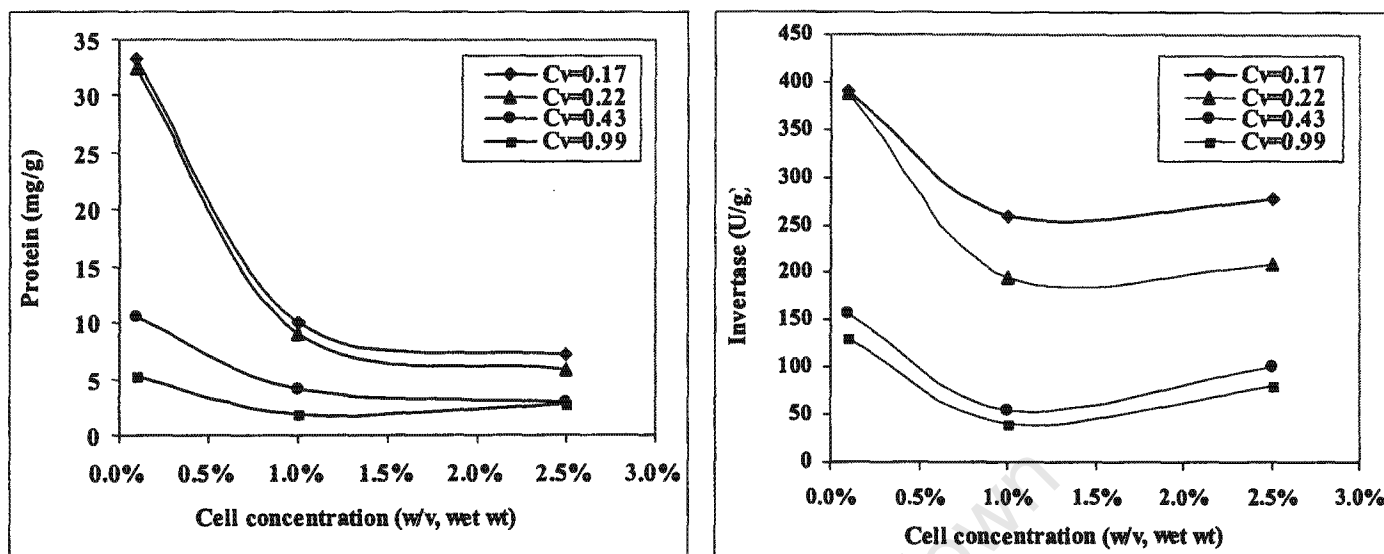 35
30
25
20
15
10
5
0
Protein (mg/g)
Cv=0.17
Cv=0.22
Cv=0.43
Cv=0.99
0.0% 0.5% 1.0% 1.5% 2.0% 2.5% 3.0%
Cell concentration (w/v, wet wt)
450
400
350
300
250
200
150
100
50
0
Invertase (U/g)
Cv=0.17
Cv=0.22
Cv=0.43
Cv=0.99
0.0% 0.5% 1.0% 1.5% 2.0% 2.5% 3.0%
Cell concentration (w/v, wet wt)